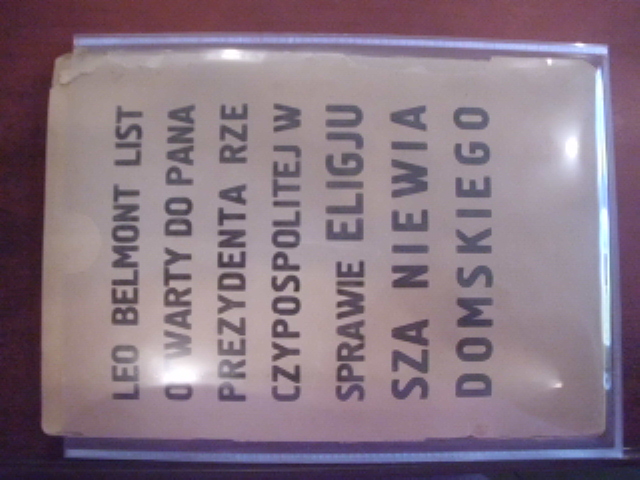 LEO BELMONT LIST
OTWARTY DO PANA
PREZYDENTA RZE
CZYPOSPOLITEJ W
SPRAWIE ELIGJU
SZA NIEWIA
DOMSKIEGO